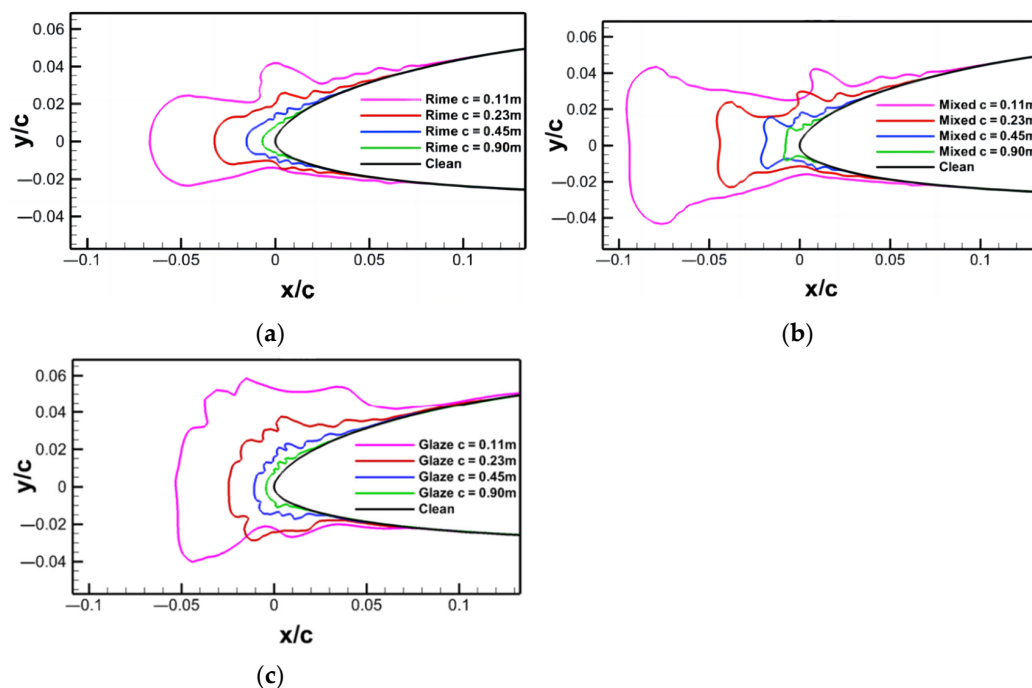 0.06
0.04
0.02
0
−0.02
−0.04
y/c
Rime c = 0.11m
Rime c = 0.23m
Rime c = 0.45m
Rime c = 0.90m
Clean
−0.1
−0.05
0
0.05
0.1
x/c
(a)
0.06
0.04
0.02
0
−0.02
−0.04
y/c
Mixed c = 0.11m
Mixed c = 0.23m
Mixed c = 0.45m
Mixed c = 0.90m
Clean
−0.1
−0.05
0
0.05
0.1
x/c
(b)
0.06
0.04
0.02
0
−0.02
−0.04
y/c
Glaze c = 0.11m
Glaze c = 0.23m
Glaze c = 0.45m
Glaze c = 0.90m
Clean
−0.1
−0.05
0
0.05
0.1
x/c
(c)